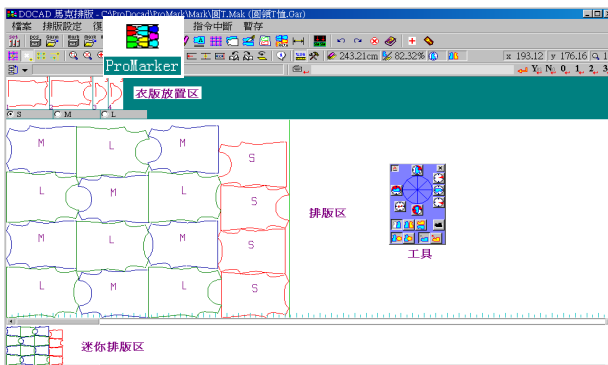 DOCAD 馬克排版 - C:\ProDocad\ProMark\Mark\圓T.Mak (圓領T恤.Gar)
檔案 排版設定 復 指令中斷 暫存
ProMarker
243.21cm 82.32% x 193.12 y 176.16
衣版放置区
S M L
M L M S
L L S
M L M S
L M L S
排版区
工具
迷你排版区